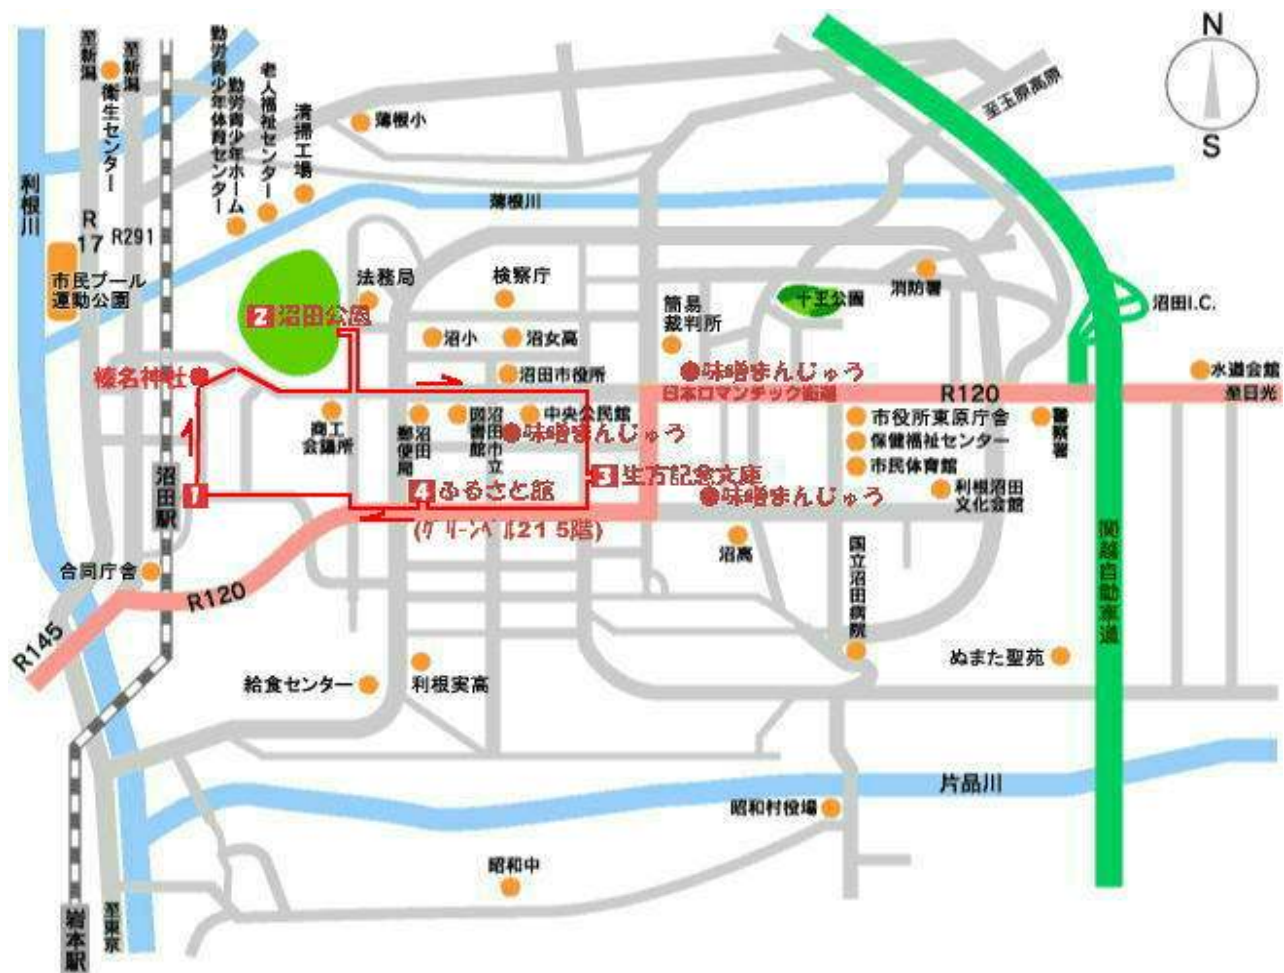 N
S
至新潟
至新潟
衛生センター
勤労青少年体育センター
勤労青少年ホーム
老人福祉センター
清掃工場
薄根小
至玉原高原
利根川
R
17
R291
薄根川
市民プール
運動公園
法務局
検察庁
消防署
沼田I.C.
2 沼田公園
沼小
沼女高
簡易
裁判所
十王公園
榛名神社
沼田市役所
味噌まんじゅう
水道会館
日本ロマンチック街道
R120
至日光
商工
会議所
沼田
郵便局
沼田市立
図書館
中央公民館
味噌まんじゅう
市役所東原庁舎
保健福祉センター
市民体育館
警察署
沼田駅
1
4 ふるさと館
(グリーンベル21 5階)
3 生方記念文庫
味噌まんじゅう
利根沼田
文化会館
沼高
国立沼田病院
関越自動車道
合同庁舎
R120
R145
ぬまた聖苑
給食センター
利根実高
片品川
昭和村役場
昭和中
至東京
岩本駅